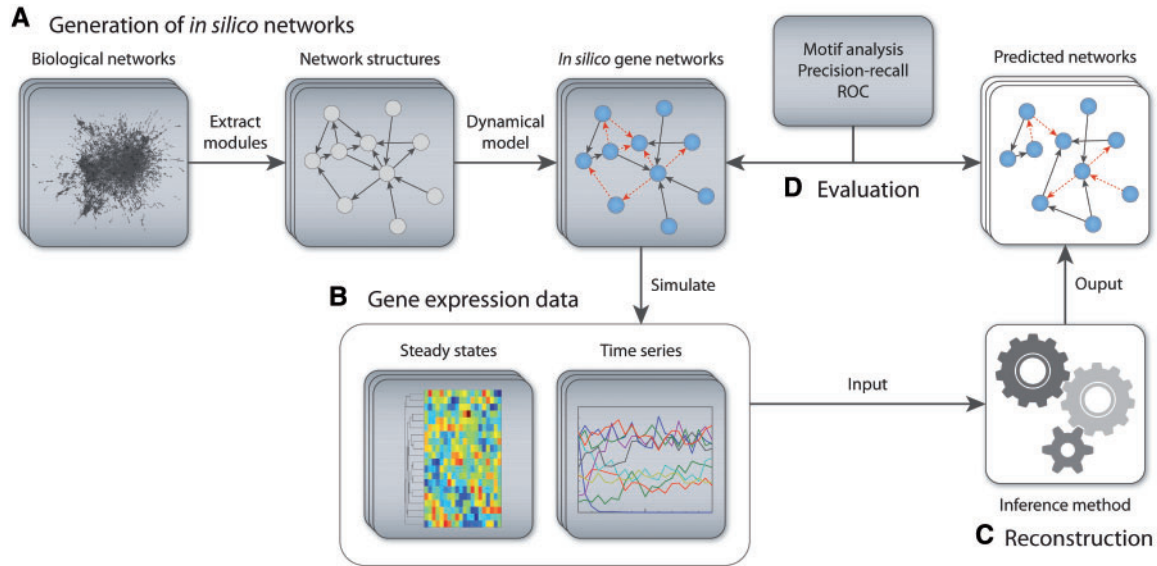 A Generation of in silico networks
Biological networks
Extract
modules
Network structures
Dynamical
model
In silico gene networks
Motif analysis
Precision-recall
ROC
D Evaluation
Predicted networks
Simulate
B Gene expression data
Steady states
Time series
Input
Ouput
Inference method
C Reconstruction